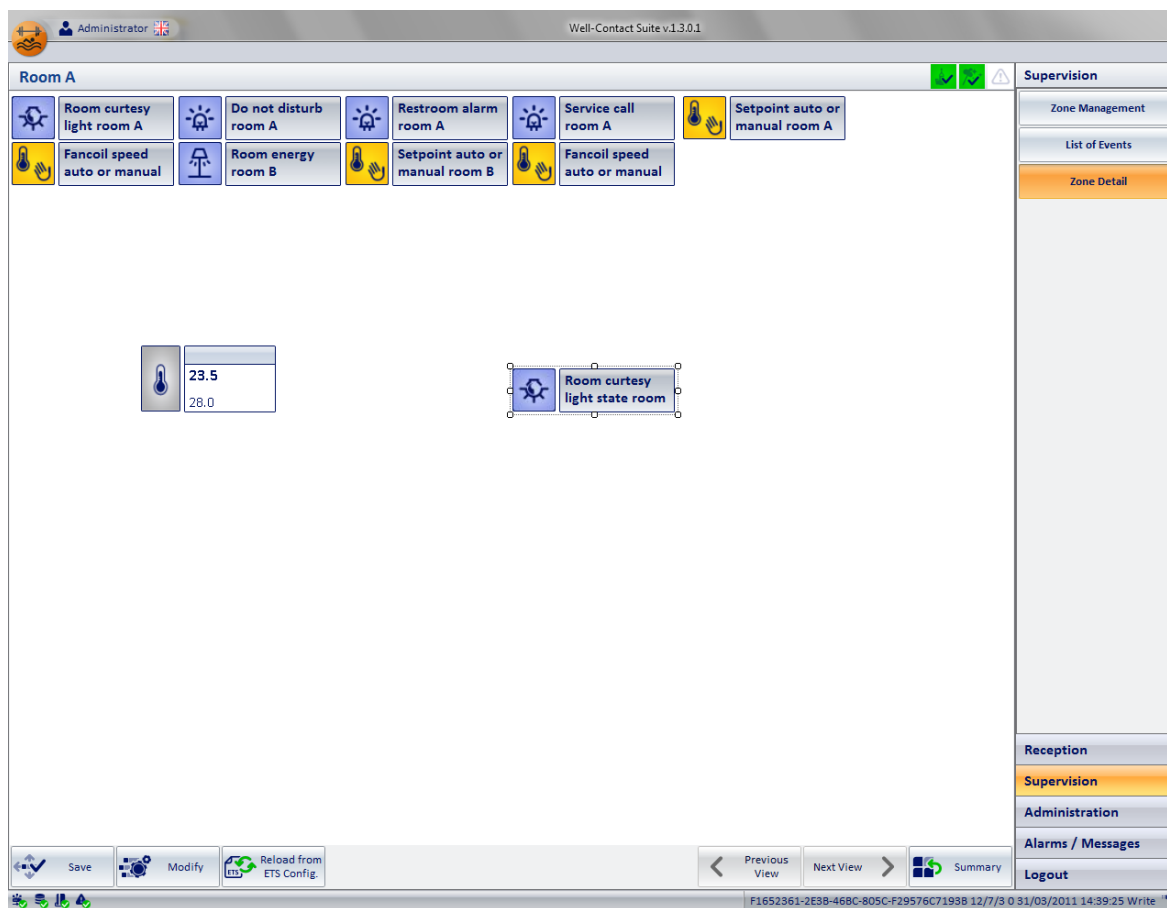 Administrator
Well-Contact Suite v.1.3.0.1
Room A
Supervision
Room curtesy
light room A
Do not disturb
room A
Restroom alarm
room A
Service call
room A
Setpoint auto or
manual room A
Fancoil speed
auto or manual
Room energy
room B
Setpoint auto or
manual room B
Fancoil speed
auto or manual
Zone Management
List of Events
Zone Detail
23.5
28.0
Room curtesy
light state room
Reception
Supervision
Administration
Alarms / Messages
Logout
Save
Modify
ETS
Reload from
ETS Config.
Previous
View
Next View
Summary
F1652361-2E3B-46BC-805C-F29576C7193B 12/7/3 0 31/03/2011 14:39:25 Write